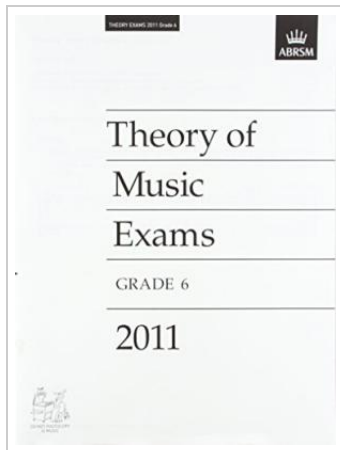 THEORY EXAMS 2011 Grade 6
ABRSM
Theory of
Music
Exams
GRADE 6
2011